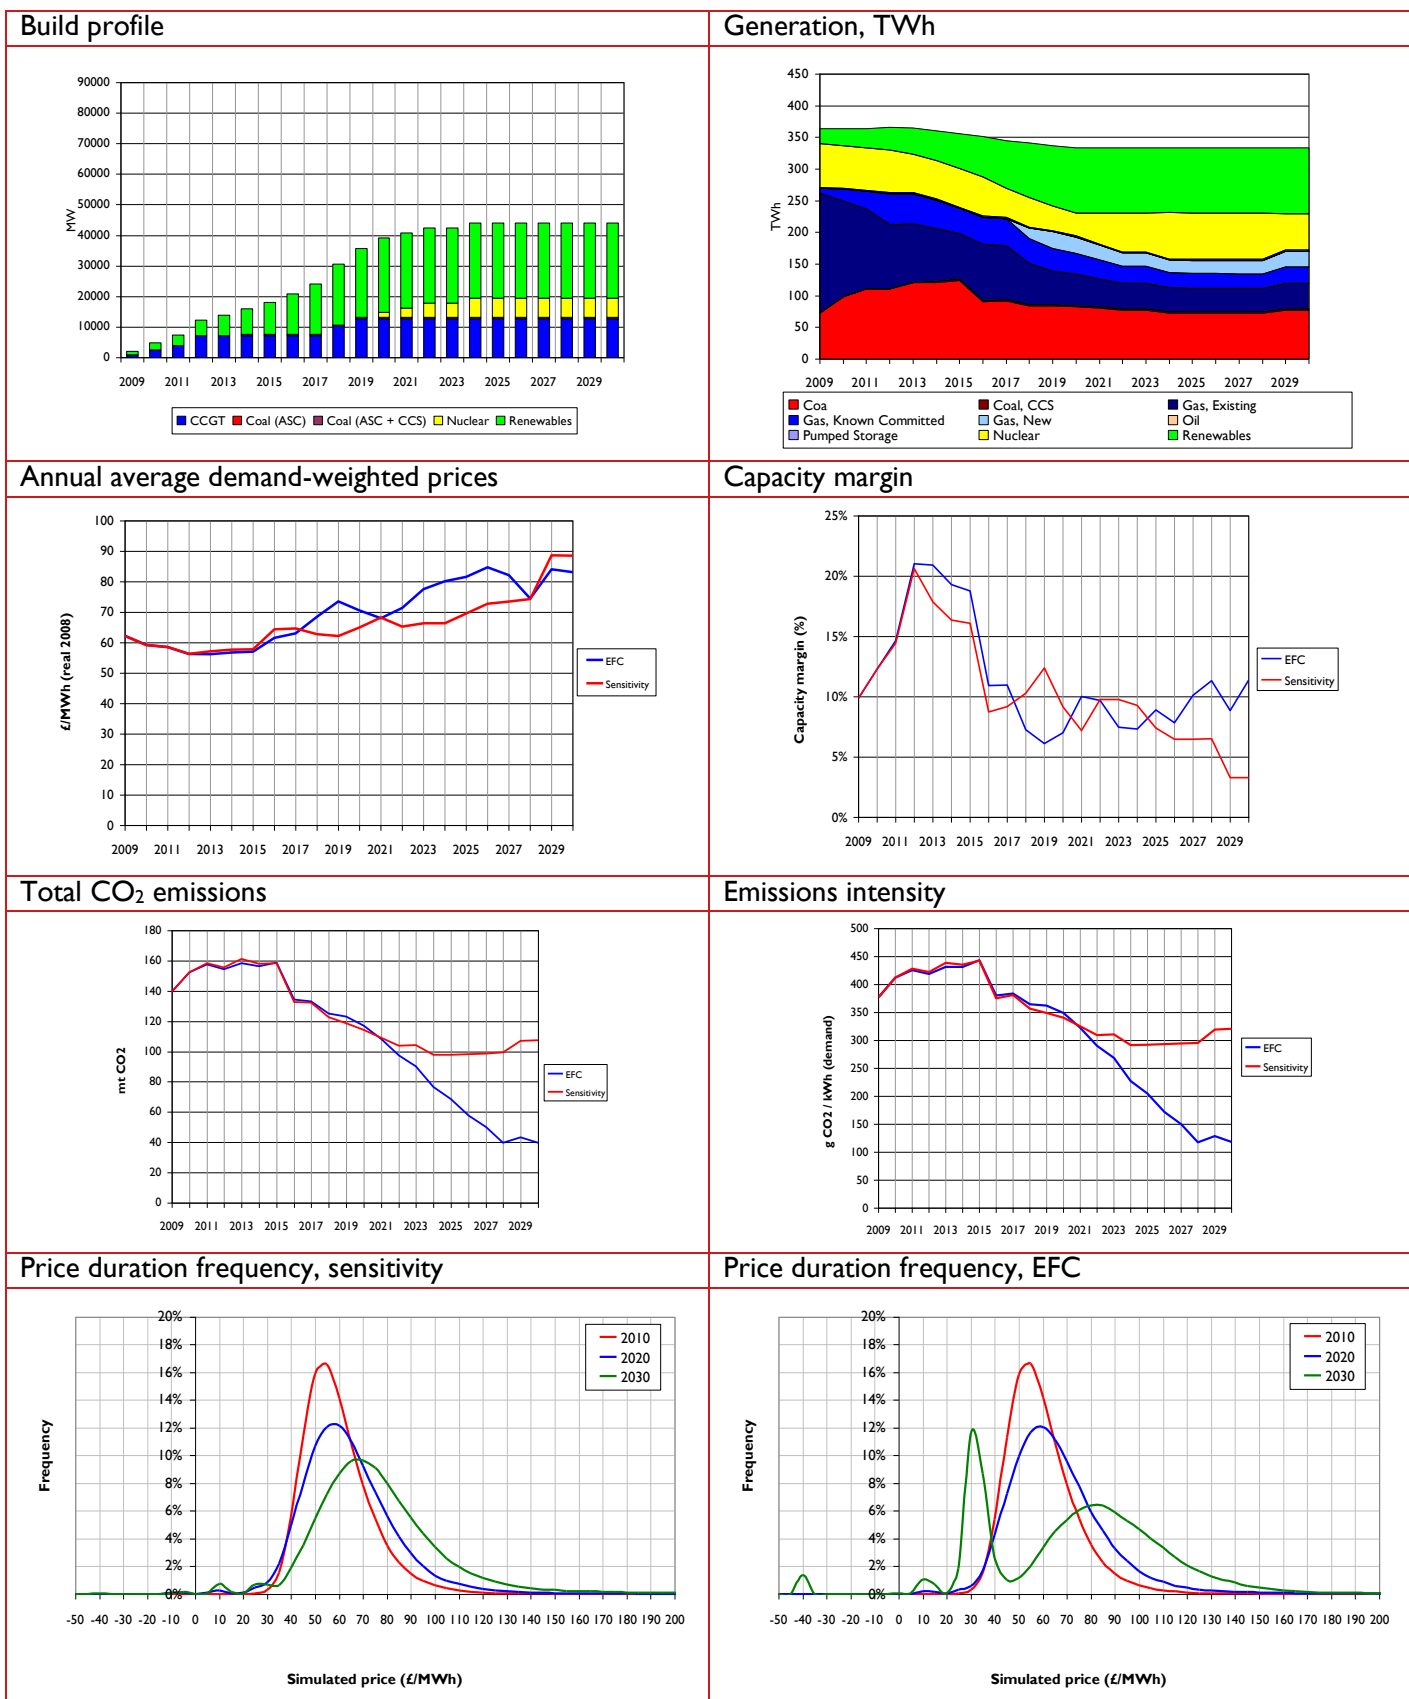 Build profile
Generation, TWh
90000
80000
70000
60000
50000
40000
30000
20000
10000
0
MW
2009 2011 2013 2015 2017 2019 2021 2023 2025 2027 2029
CCGT Coal (ASC) Coal (ASC + CCS) Nuclear Renewables
450
400
350
300
250
200
150
100
50
0
TWh
2009 2011 2013 2015 2017 2019 2021 2023 2025 2027 2029
Coa Coal, CCS Gas, Existing
Gas, Known Committed Gas, New Oil
Pumped Storage Nuclear Renewables
Annual average demand-weighted prices
Capacity margin
100
90
80
70
60
50
40
30
20
10
0
£/MWh (real 2008)
2009 2011 2013 2015 2017 2019 2021 2023 2025 2027 2029
EFC
Sensitivity
25%
20%
15%
10%
5%
0%
Capacity margin (%)
2009 2011 2013 2015 2017 2019 2021 2023 2025 2027 2029
EFC
Sensitivity
Total CO2 emissions
Emissions intensity
180
160
140
120
100
80
60
40
20
0
mt CO2
2009 2011 2013 2015 2017 2019 2021 2023 2025 2027 2029
EFC
Sensitivity
500
450
400
350
300
250
200
150
100
50
0
g CO2 / kWh (demand)
2009 2011 2013 2015 2017 2019 2021 2023 2025 2027 2029
EFC
Sensitivity
Price duration frequency, sensitivity
Price duration frequency, EFC
20%
18%
16%
14%
12%
10%
8%
6%
4%
2%
0%
Frequency
2010
2020
2030
-50 -40 -30 -20 -10 0 10 20 30 40 50 60 70 80 90 100 110 120 130 140 150 160 170 180 190 200
Simulated price (£/MWh)
20%
18%
16%
14%
12%
10%
8%
6%
4%
2%
0%
Frequency
2010
2020
2030
-50 -40 -30 -20 -10 0 10 20 30 40 50 60 70 80 90 100 110 120 130 140 150 160 170 180 190 200
Simulated price (£/MWh)